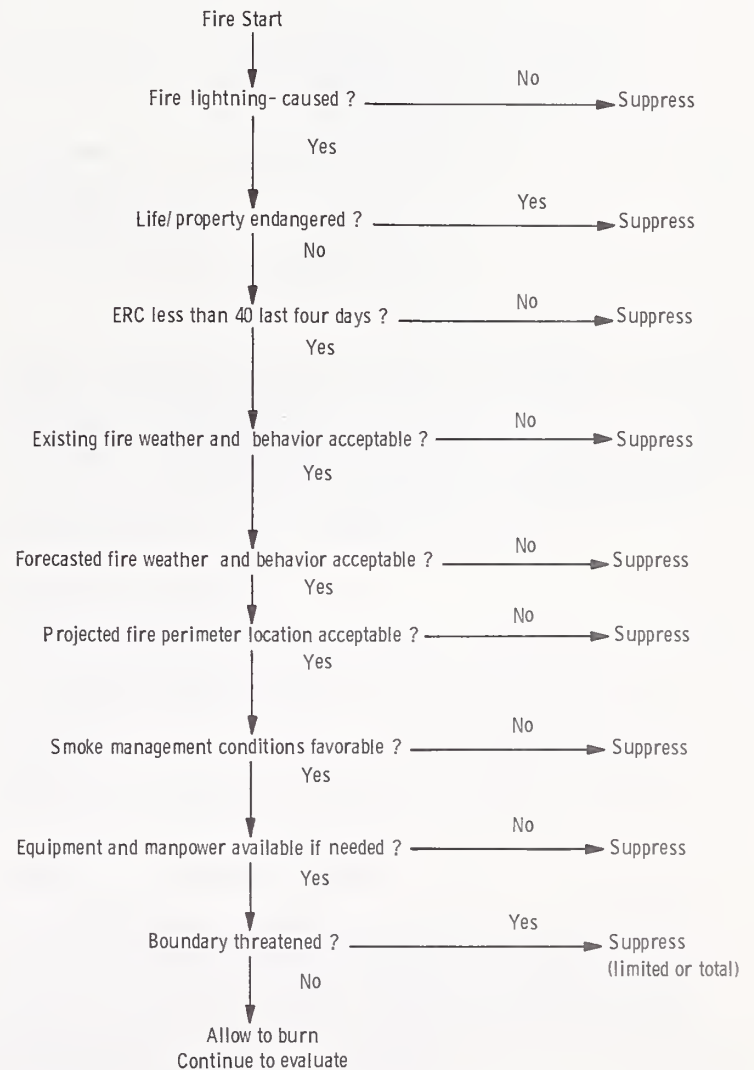 Fire Start
No
Fire lightning-caused ? Suppress
Yes
Yes
Life/property endangered ? Suppress
No
No
ERC less than 40 last four days ? Suppress
Yes
No
Existing fire weather and behavior acceptable ? Suppress
Yes
No
Forecasted fire weather and behavior acceptable ? Suppress
Yes
No
Projected fire perimeter location acceptable ? Suppress
Yes
No
Smoke management conditions favorable ? Suppress
Yes
No
Equipment and manpower available if needed ? Suppress
Yes
Yes
Boundary threatened ? Suppress
(limited or total)
No
Allow to burn
Continue to evaluate